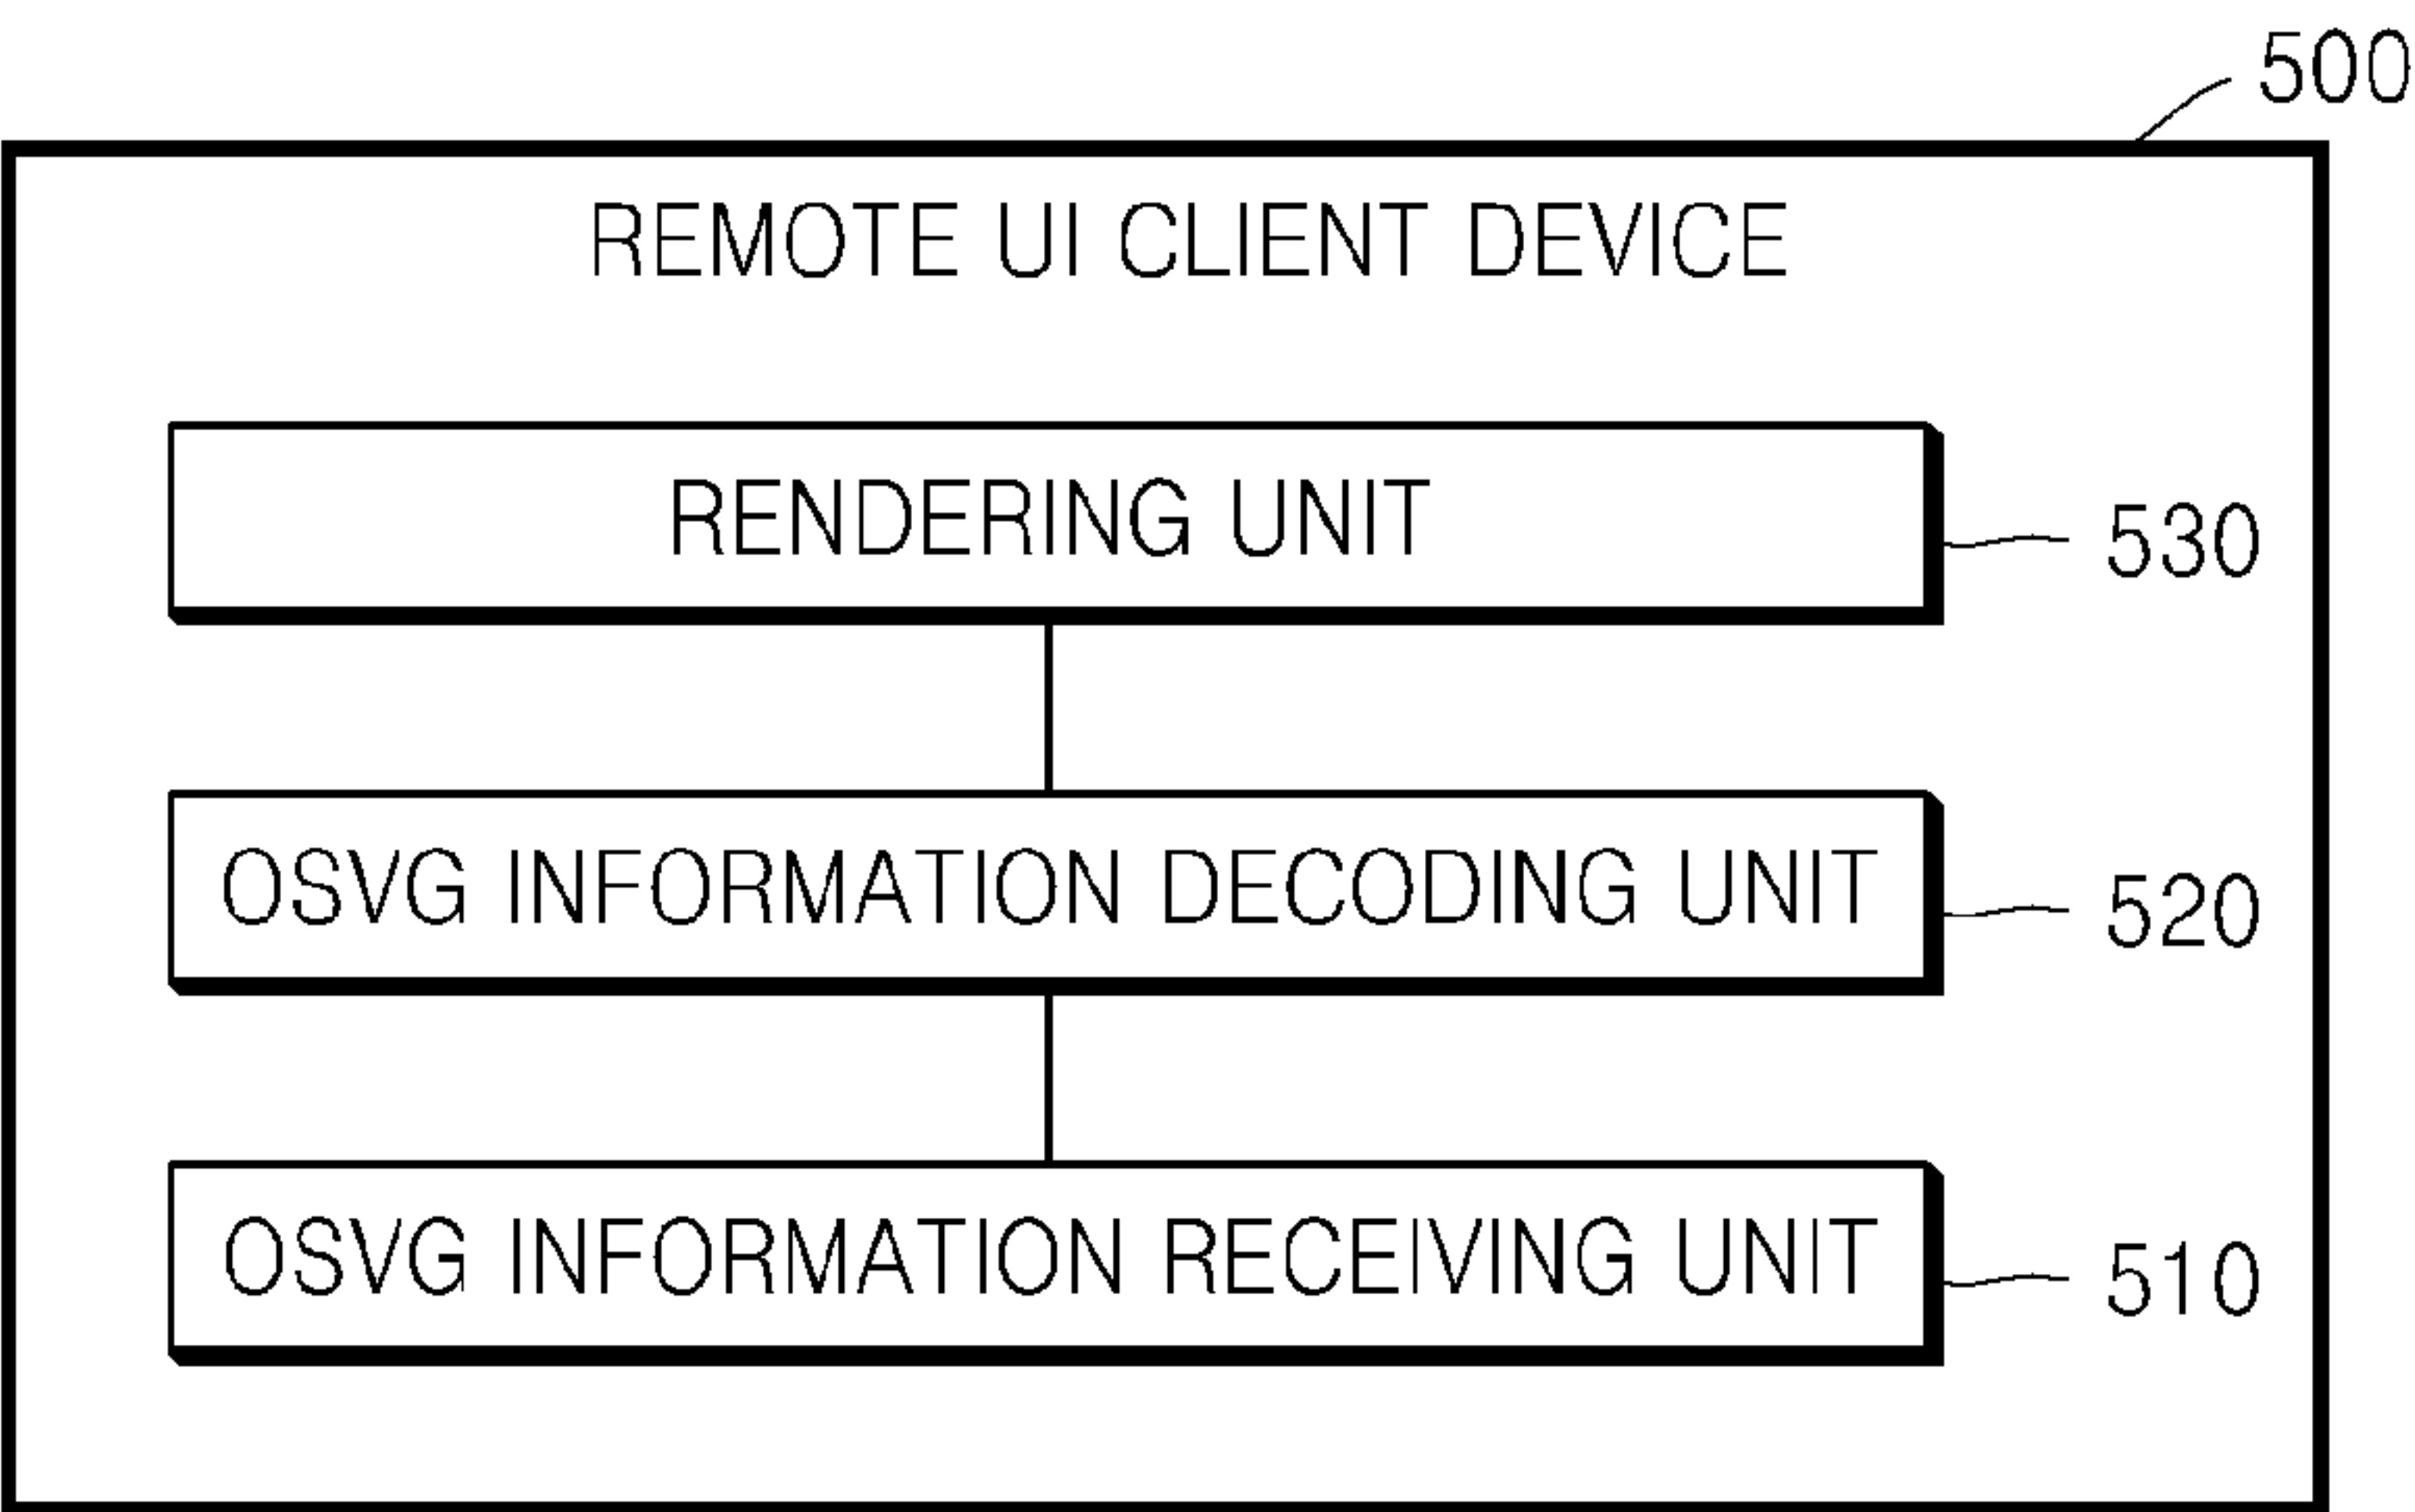 500
REMOTE UI CLIENT DEVICE
RENDERING UNIT
530
OSVG INFORMATION DECODING UNIT
520
OSVG INFORMATION RECEIVING UNIT
510